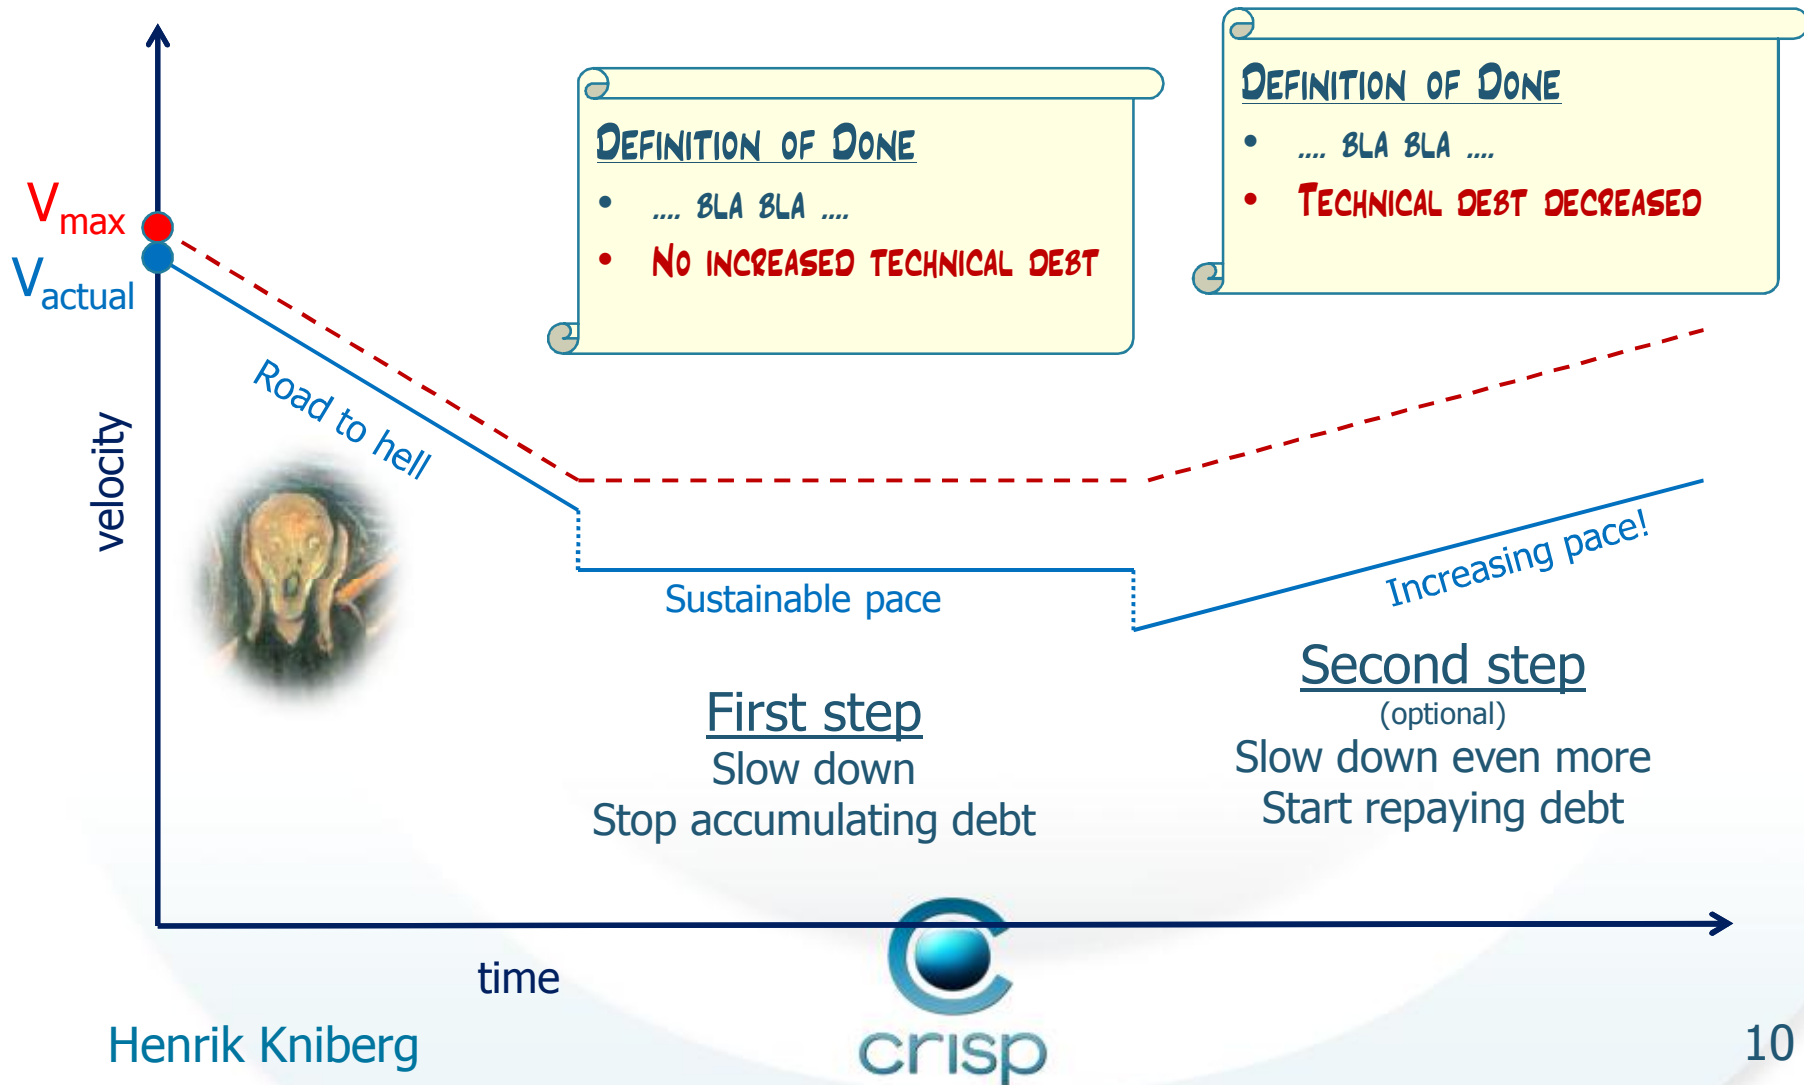 DEFINITION OF DONE
• .... BLA BLA ....
• TECHNICAL DEBT DECREASED
DEFINITION OF DONE
• .... BLA BLA ....
• NO INCREASED TECHNICAL DEBT
Vmax
Vactual
velocity
Road to hell
Sustainable pace
Increasing pace!
First step
Slow down
Stop accumulating debt
Second step
(optional)
Slow down even more
Start repaying debt
time
Henrik Kniberg
crisp
10